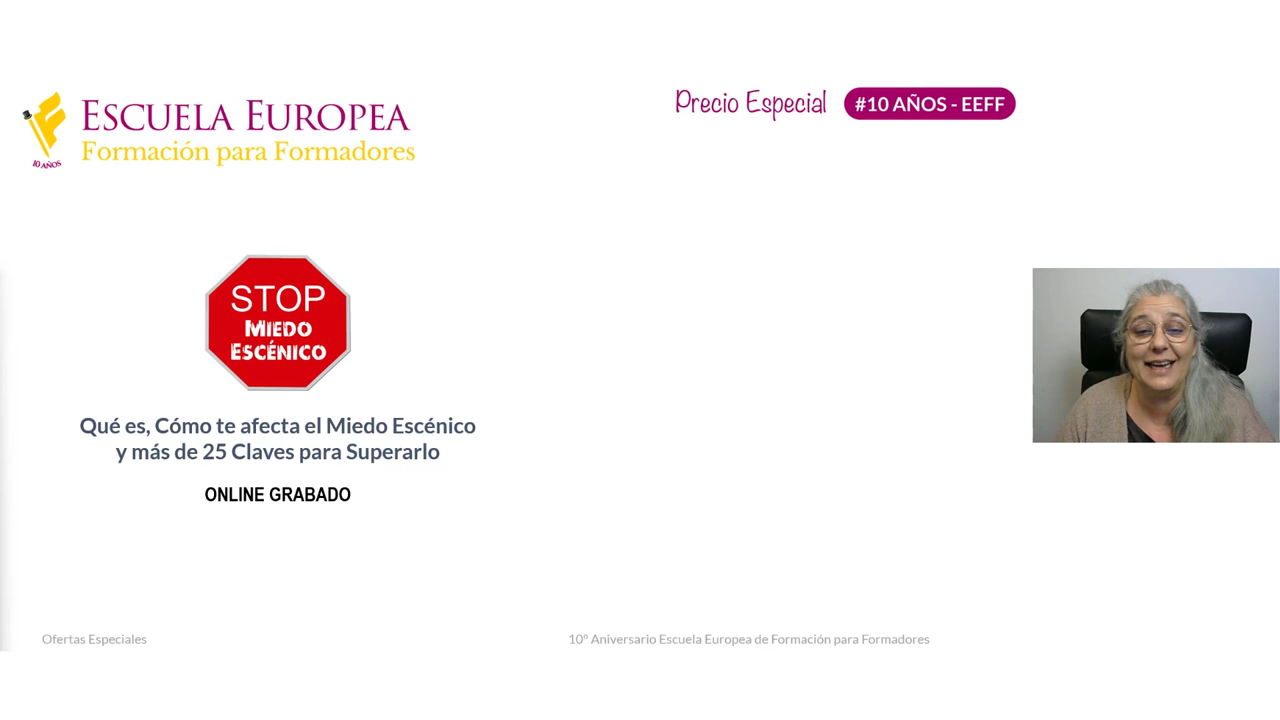 ESCUELA EUROPEA
Formación para Formadores
10 AÑOS
Precio Especial
#10 AÑOS - EEFF
STOP
MIEDO
ESCÉNICO
Qué es, Cómo te afecta el Miedo Escénico
y más de 25 Claves para Superarlo
ONLINE GRABADO
Ofertas Especiales
10º Aniversario Escuela Europea de Formación para Formadores